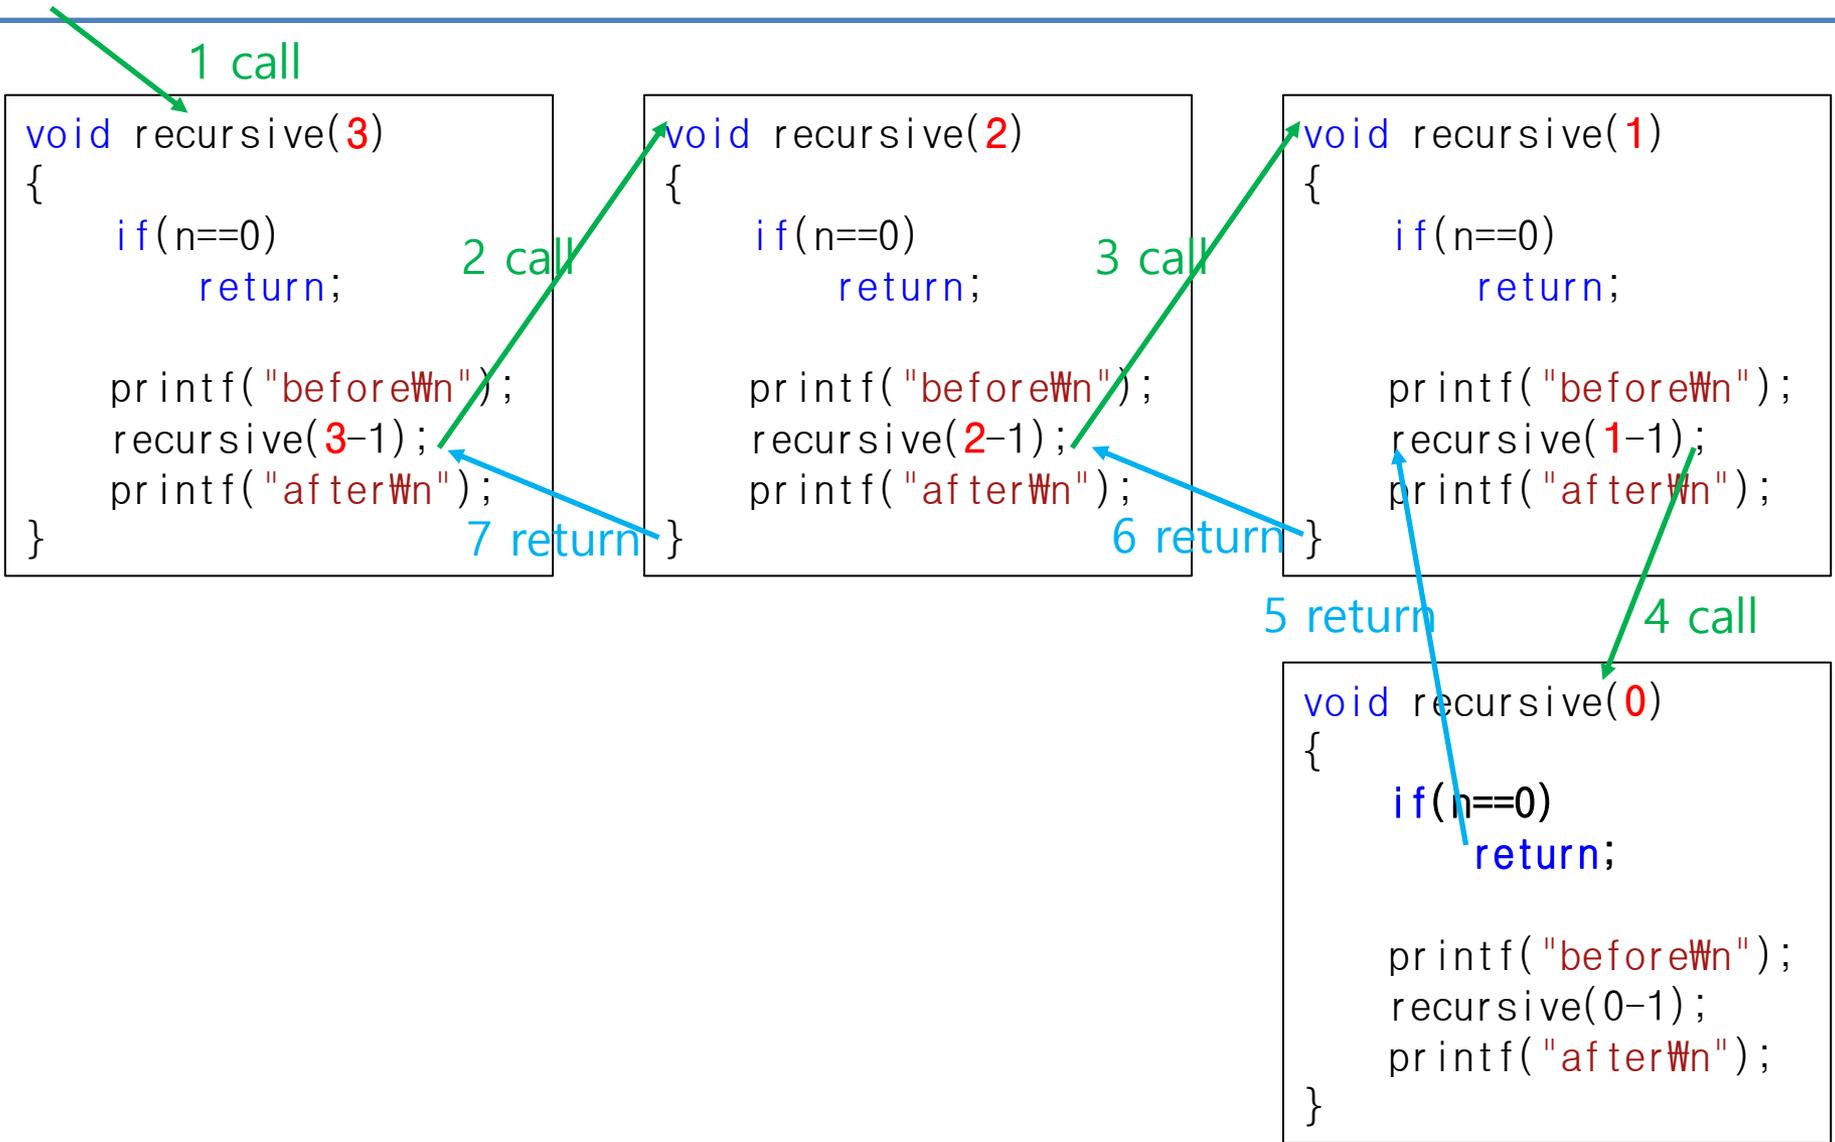 1 call
void recursive(3)
{
if(n==0)
return;
printf("before₩n");
recursive(3-1);
printf("after₩n");
}
2 call
7 return
void recursive(2)
{
if(n==0)
return;
printf("before₩n");
recursive(2-1);
printf("after₩n");
}
3 call
6 return
void recursive(1)
{
if(n==0)
return;
printf("before₩n");
recursive(1-1);
printf("after₩n");
}
5 return
4 call
void recursive(0)
{
if(n==0)
return;
printf("before₩n");
recursive(0-1);
printf("after₩n");
}